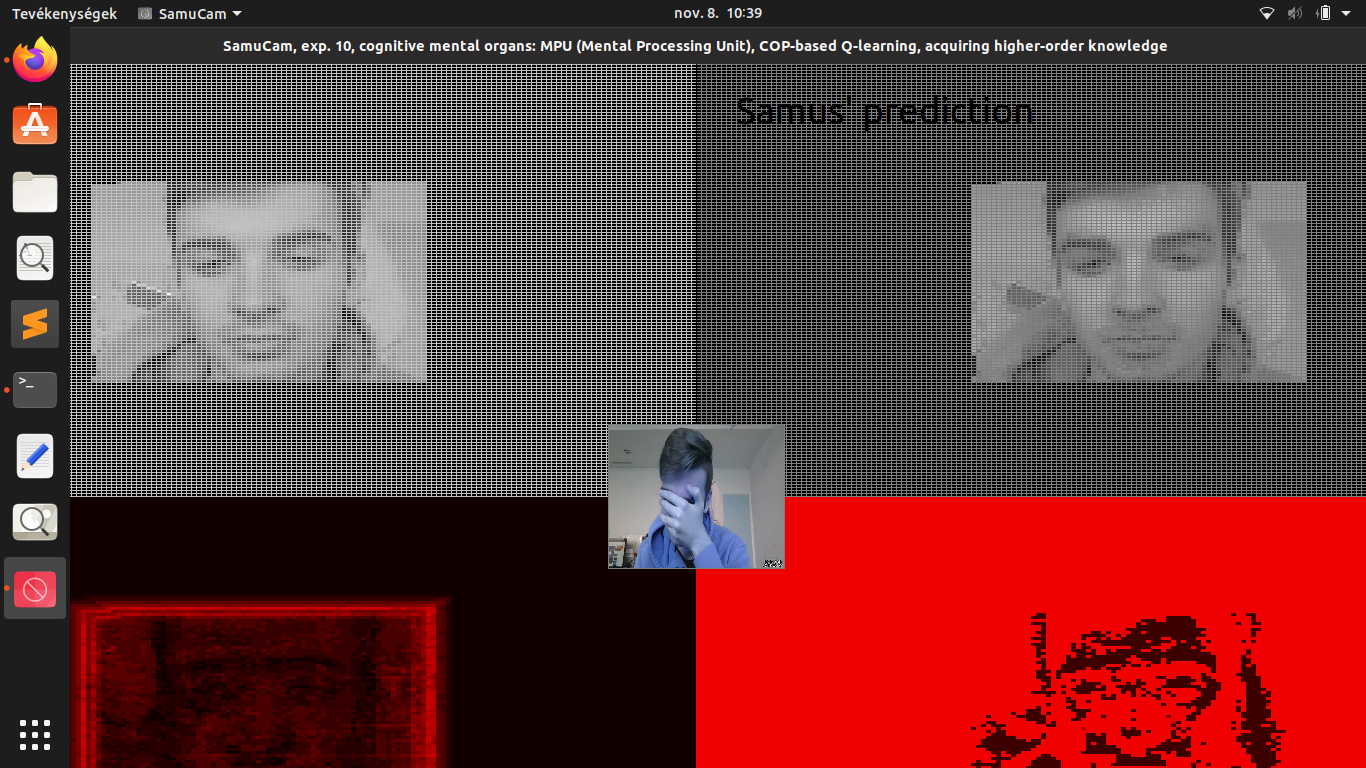 Tevékenységek SamuCam nov. 8. 10:39
SamuCam, exp. 10, cognitive mental organs: MPU (Mental Processing Unit), COP-based Q-learning, acquiring higher-order knowledge
Samus' prediction
>_